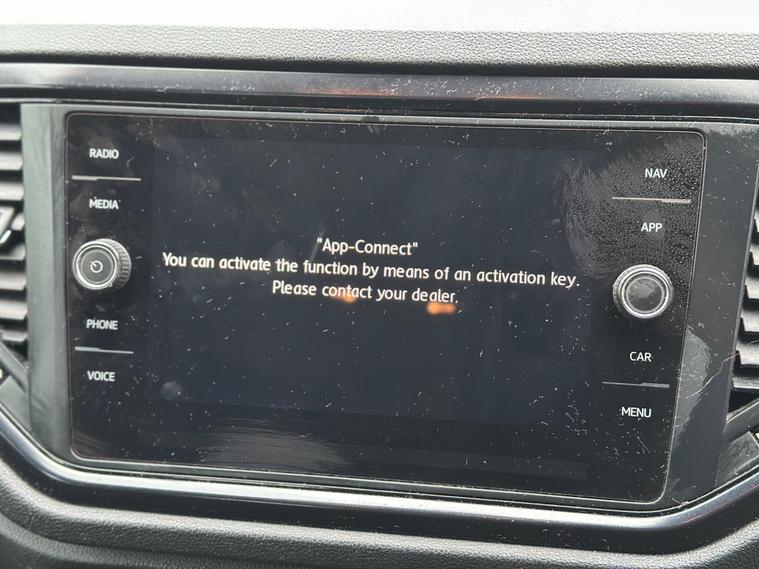 RADIO
MEDIA
PHONE
VOICE
"App-Connect"
You can activate the function by means of an activation key.
Please contact your dealer.
NAV
APP
CAR
MENU